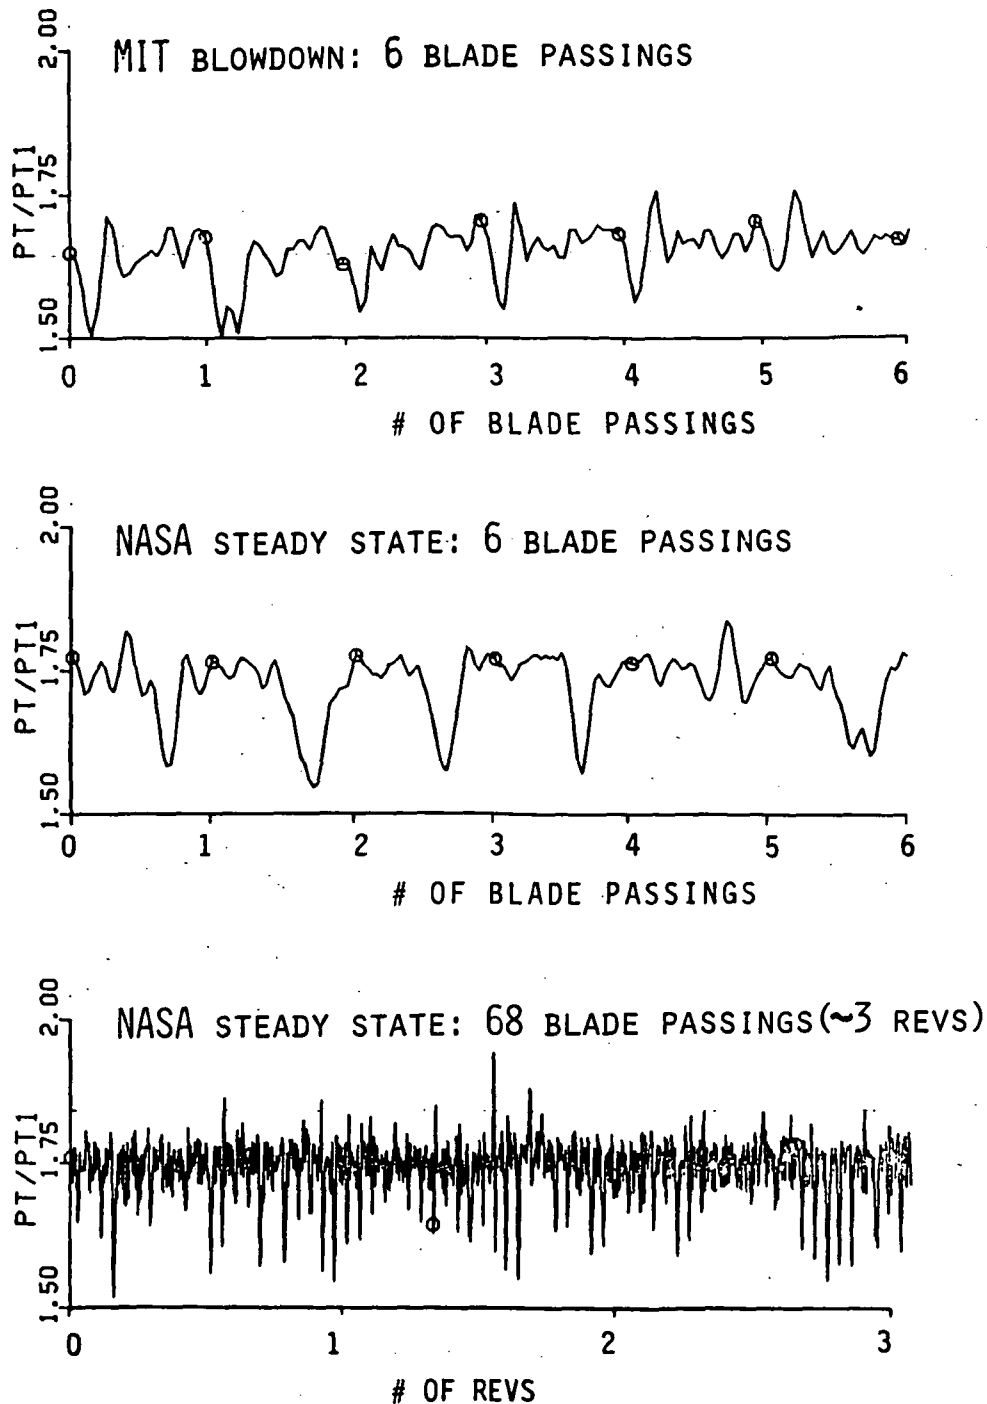 MIT BLOWDOWN: 6 BLADE PASSINGS
2.00
1.75
1.50
PT/PT1
0 1 2 3 4 5 6
# OF BLADE PASSINGS
NASA STEADY STATE: 6 BLADE PASSINGS
2.00
1.75
1.50
PT/PT1
0 1 2 3 4 5 6
# OF BLADE PASSINGS
NASA STEADY STATE: 68 BLADE PASSINGS (~3 REVS)
2.00
1.75
1.50
PT/PT1
0 1 2 3
# OF REVS